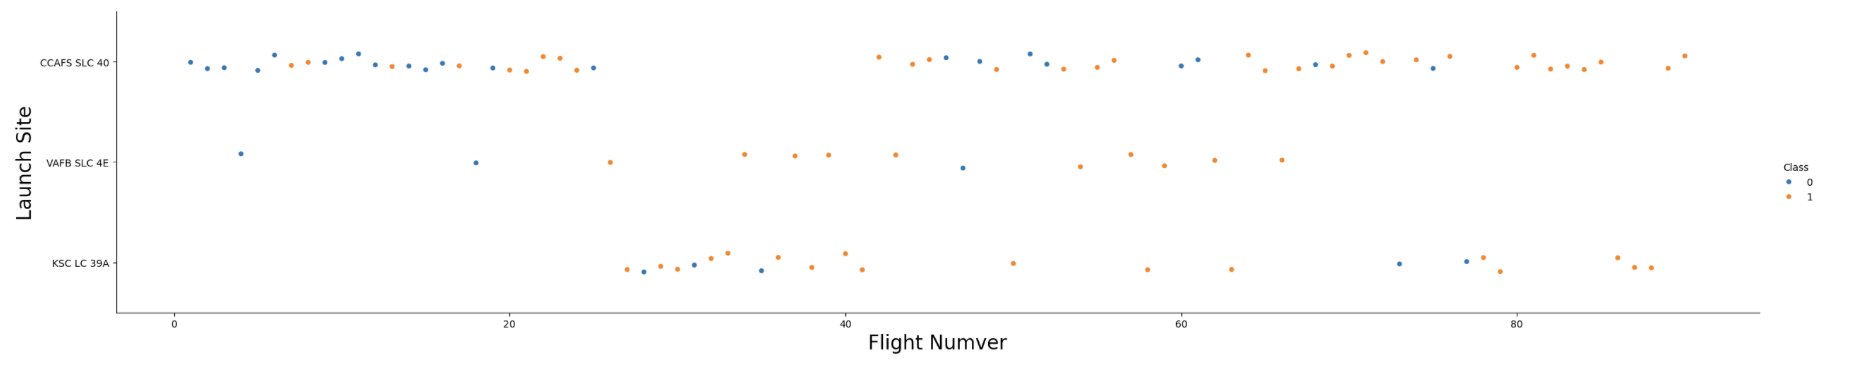 Launch Site
CCAFS SLC 40
VAFB SLC 4E
KSC LC 39A
0
20
40
60
80
Flight Numver
Class
0
1